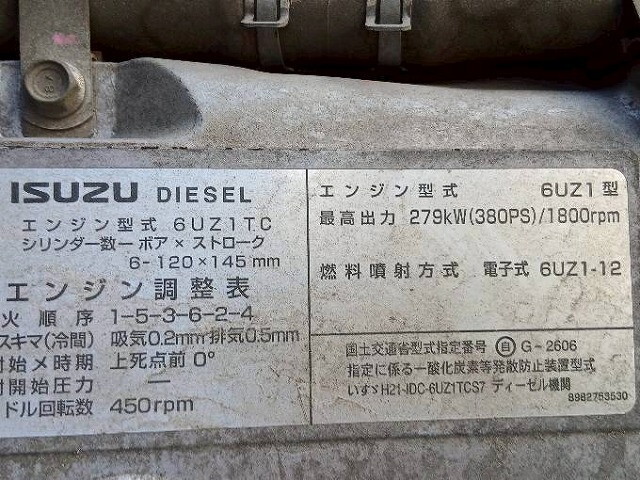 ISUZU DIESEL
エンジン型式 6UZ1TC
シリンダー数ーボア×ストローク
6-120×145mm
エンジン調整表
火順序 1-5-3-6-2-4
スキマ(冷間) 吸気0.2mm排気0.5mm
射始メ時期 上死点前0°
射開始圧力 ー
ドル回転数 450rpm
エンジン型式 6UZ1型
最高出力 279kW(380PS)/1800rpm
燃料噴射方式 電子式 6UZ1-12
国土交通省型式指定番号 自 G-2606
指定に係る一酸化炭素等発散防止装置型式
いすゞH21-IDC-6UZ1TCS7 ディーゼル機関
8982753530